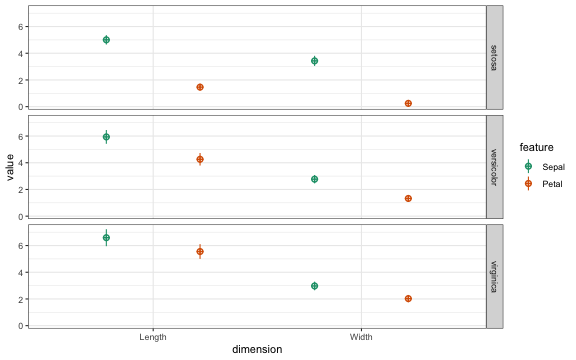 6
4
2
0
setosa
6
4
2
0
versicolor
6
4
2
0
virginica
value
Length
Width
dimension
feature
Sepal
Petal